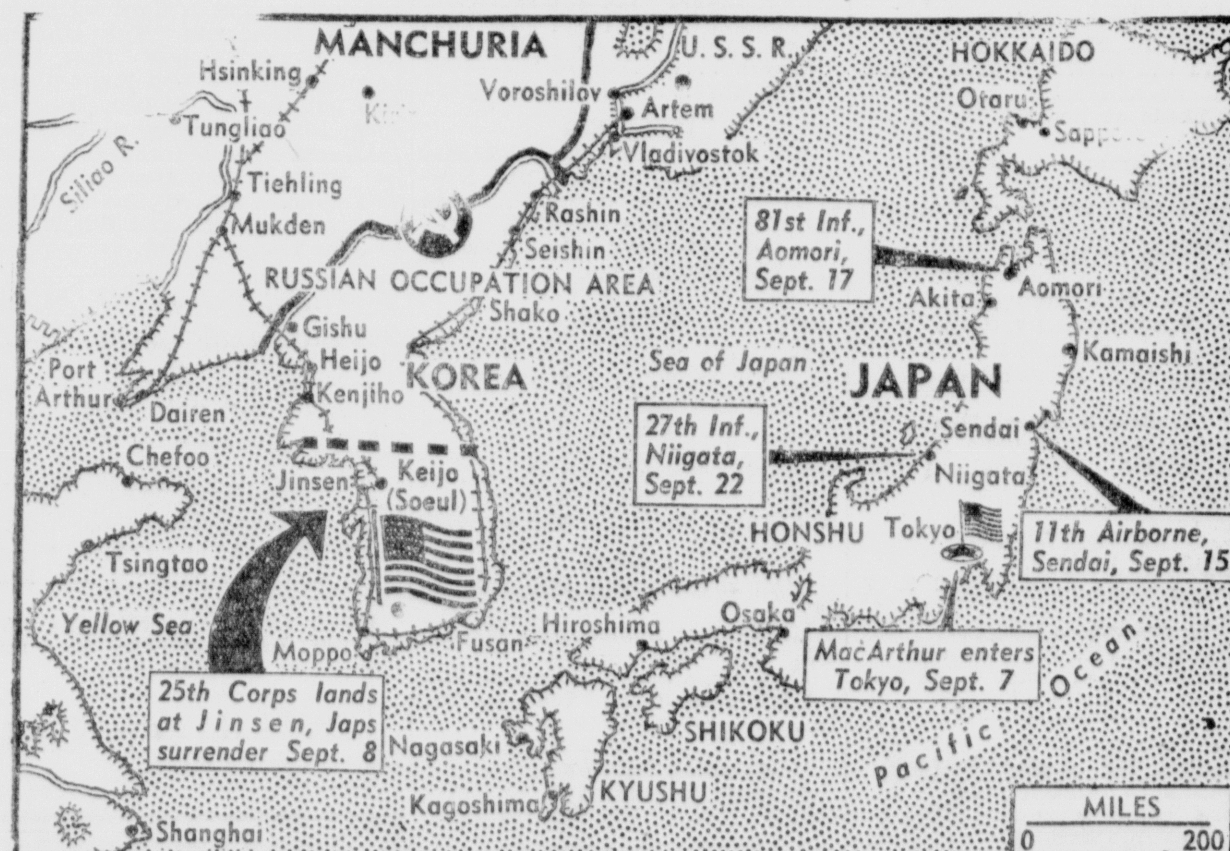 MANCHURIA
U. S. S. R.
HOKKAIDO
Hsinking
Voroshilov
Otaru
Artem
Tungliao
Vladivostok
Siliao R.
Tiehling
Rashin
81st Inf.,
Aomori,
Sept. 17
Mukden
Seishin
RUSSIAN OCCUPATION AREA
Aomori
Akita
Shako
Gishu
Heijo
Kenjiho
KOREA
Sea of Japan
JAPAN
Kamaishi
Port
Arthur
Dairen
27th Inf.,
Niigata,
Sept. 22
Sendai
Chefoo
Jinsen
Keijo
(Soeul)
Niigata
HONSHU
Tokyo
11th Airborne,
Sendai, Sept. 15
Tsingtao
Yellow Sea
Moppo
Fusan
Hiroshima
Osaka
MacArthur enters
Tokyo, Sept. 7
25th Corps lands
at Jinsen, Japs
surrender Sept. 8
Nagasaki
SHIKOKU
Pacific Ocean
Kagoshima
KYUSHU
Shanghai
MILES
0 200